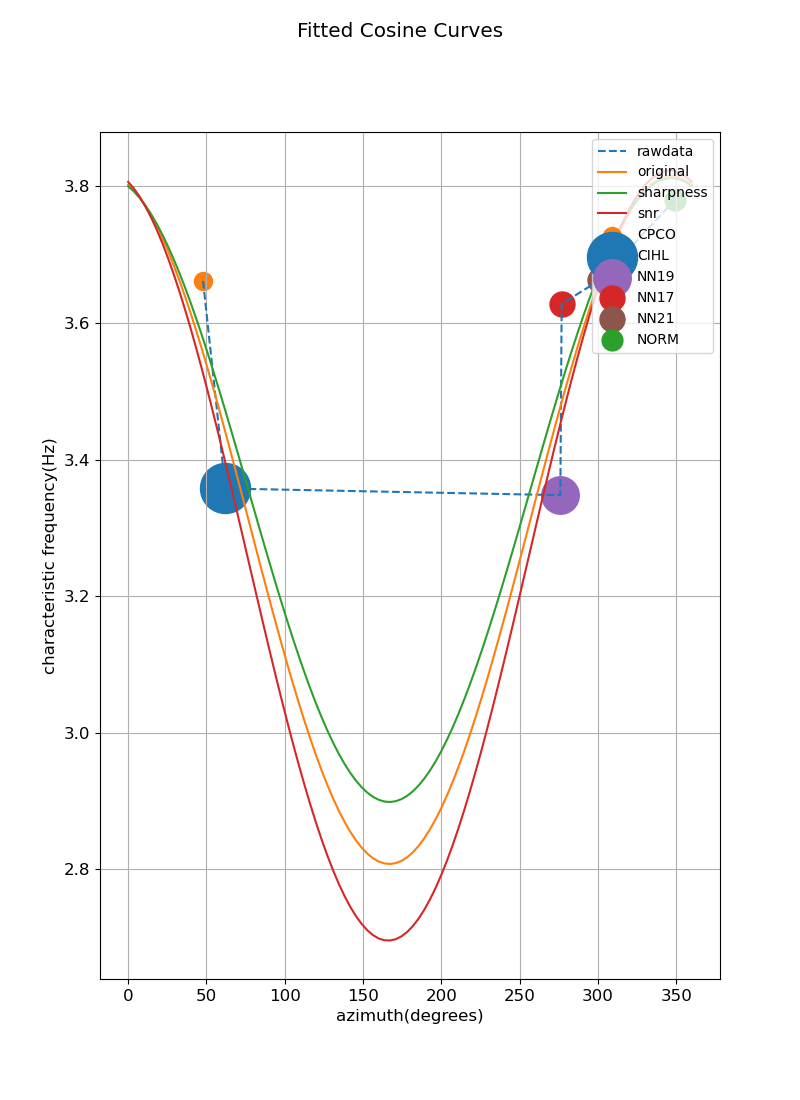 Fitted Cosine Curves
rawdata
original
sharpness
snr
CPCO
CIHL
NN19
NN17
NN21
NORM
3.8
3.6
3.4
3.2
3.0
2.8
characteristic frequency(Hz)
0 50 100 150 200 250 300 350
azimuth(degrees)